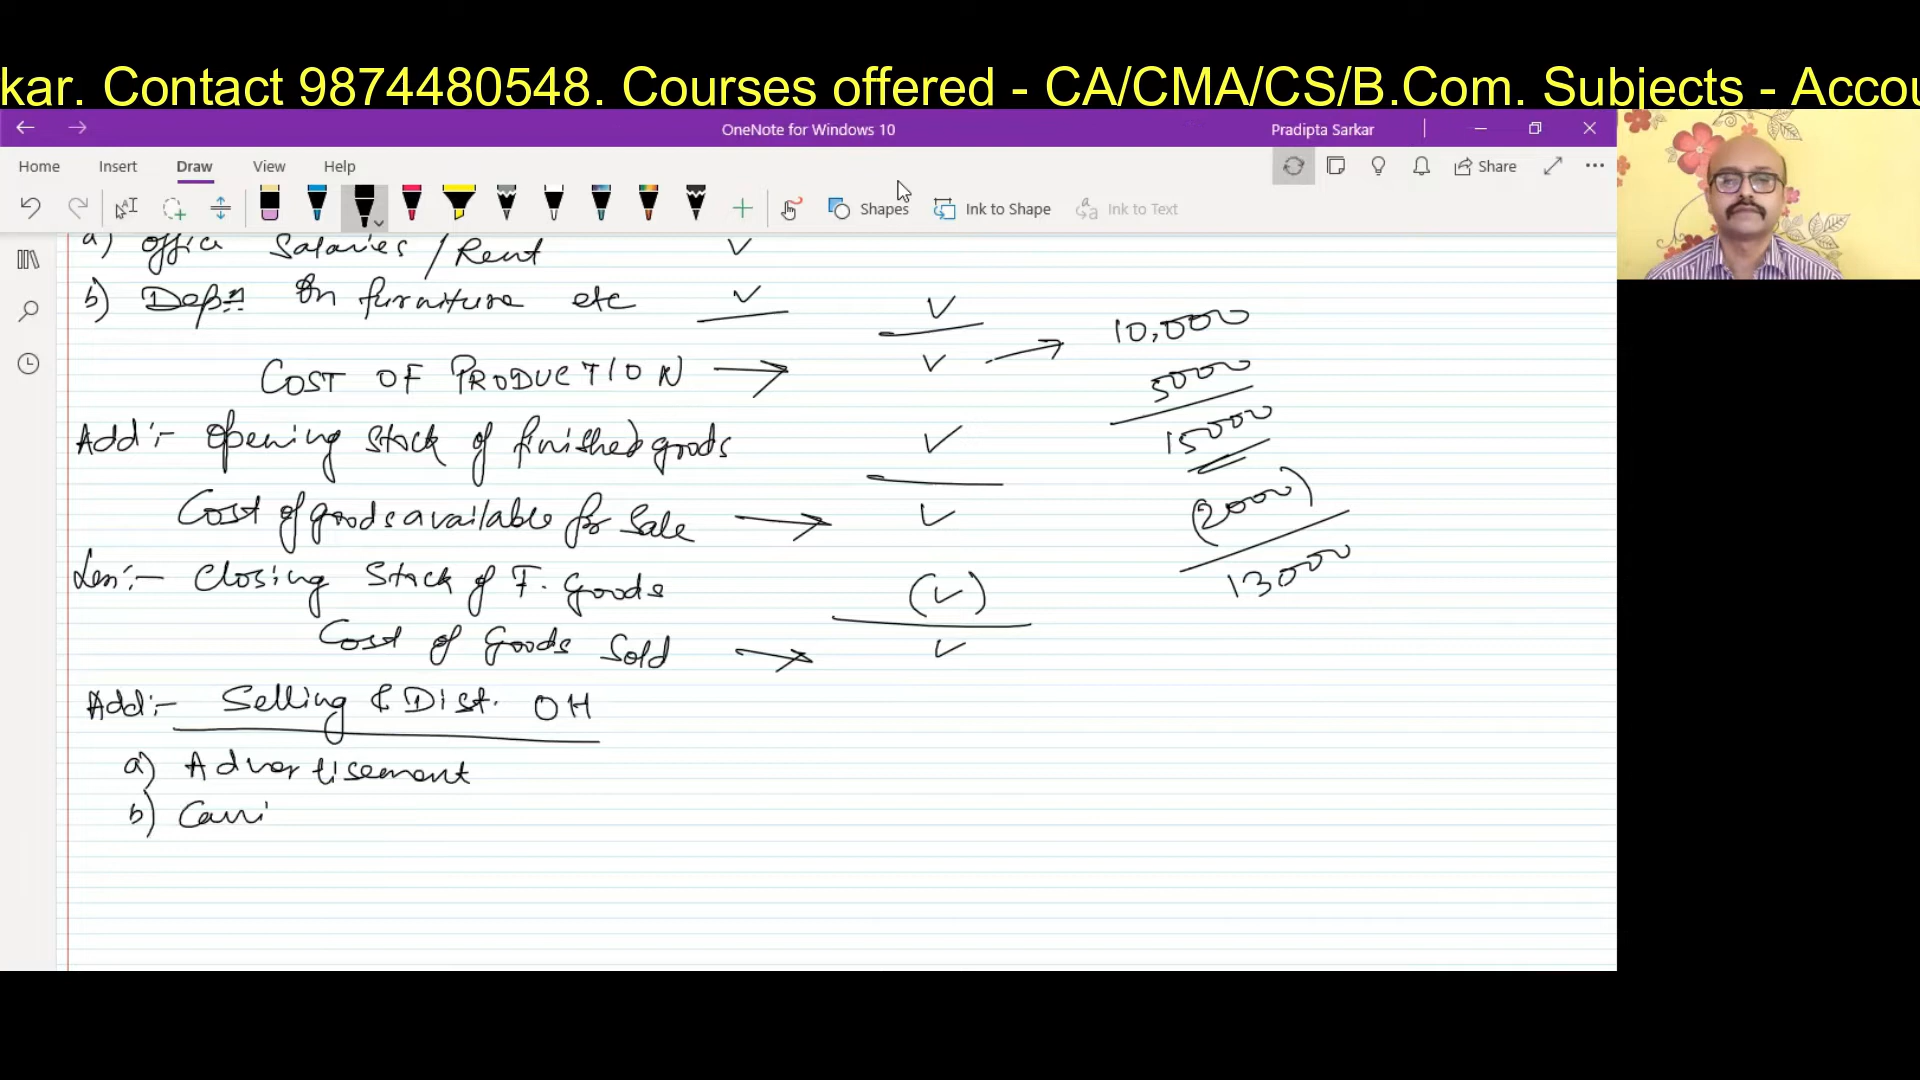 kar. Contact 9874480548. Courses offered - CA/CMA/CS/B.Com. Subjects - Accou
OneNote for Windows 10
Pradipta Sarkar
Home Insert Draw View Help
Share
Shapes Ink to Shape Ink to Text
a) office Salaries / Rent ✓
b) Depn On furniture etc ✓ ✓
10,000
COST OF PRODUCTION → ✓ →
5000
Add:- Opening Stock of finished goods ✓
15000
Cost of goods available for Sale → ✓
(2000)
Less:- Closing Stock of F. Goods (✓)
13000
Cost of Goods Sold → ✓
Add:- Selling & Dist. OH
a) Advertisement
b) Carri